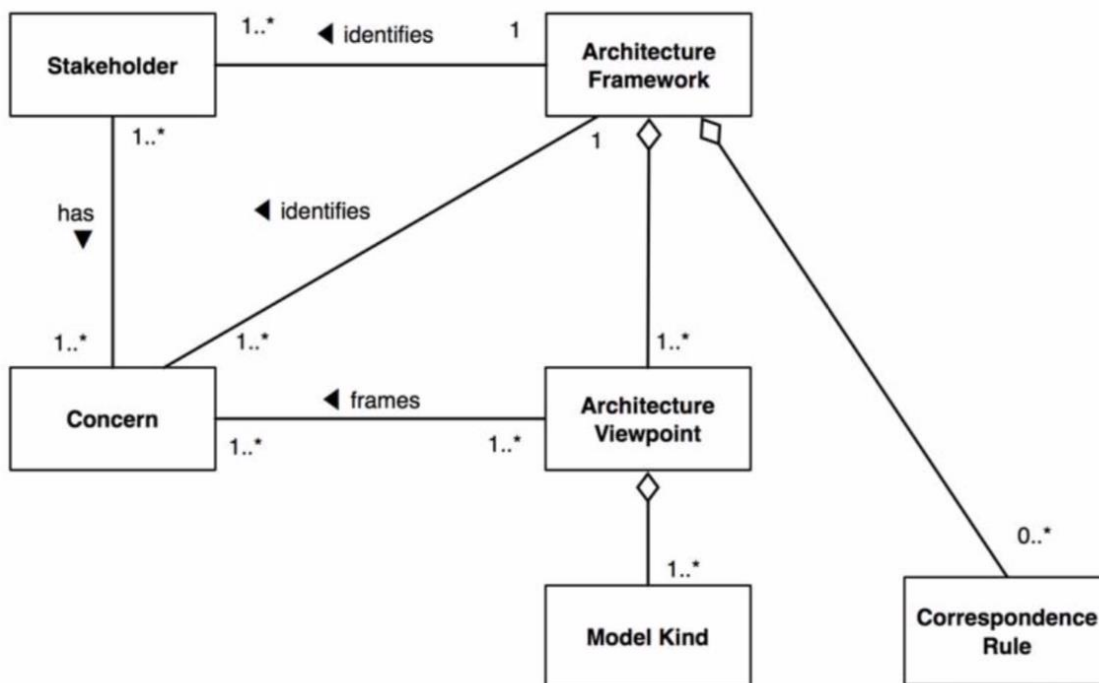 Stakeholder
1..*
◀ identifies
1
Architecture
Framework
1..*
1
has
▼
◀ identifies
1..*
1..*
1..*
Concern
◀ frames
1..*
1..*
Architecture
Viewpoint
0..*
1..*
Model Kind
Correspondence
Rule